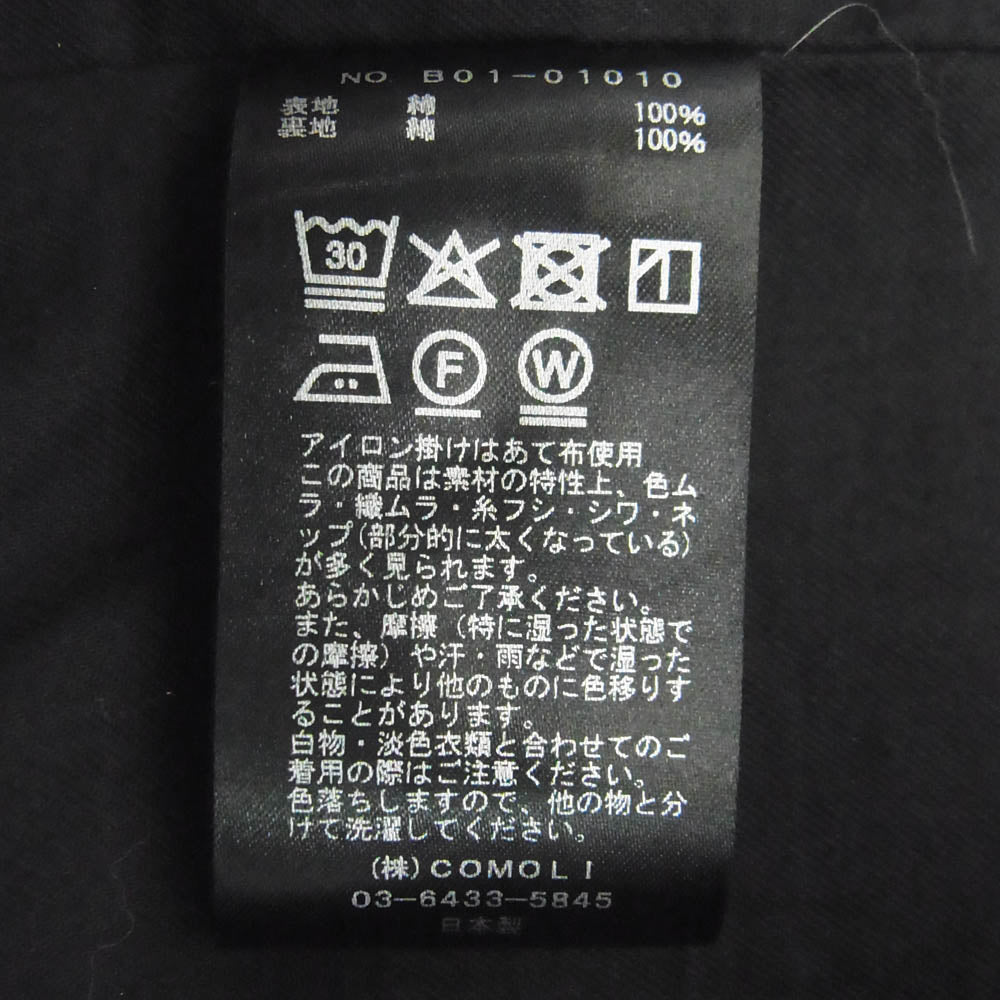 NO. B01-01010
表地 綿 100%
裏地 綿 100%
30
F W
アイロン掛けはあて布使用
この商品は素材の特性上、色ム
ラ・織ムラ・糸フシ・シワ・ネ
ップ(部分的に太くなっている)
が多く見られます。
あらかじめご了承ください。
また、摩擦（特に湿った状態で
の摩擦）や汗・雨などで湿った
状態により他のものに色移りす
ることがあります。
白物・淡色衣類と合わせてのご
着用の際はご注意ください。
色落ちしますので、他の物と分
けて洗濯してください。
(株)COMOLI
03-6433-5845
日本製